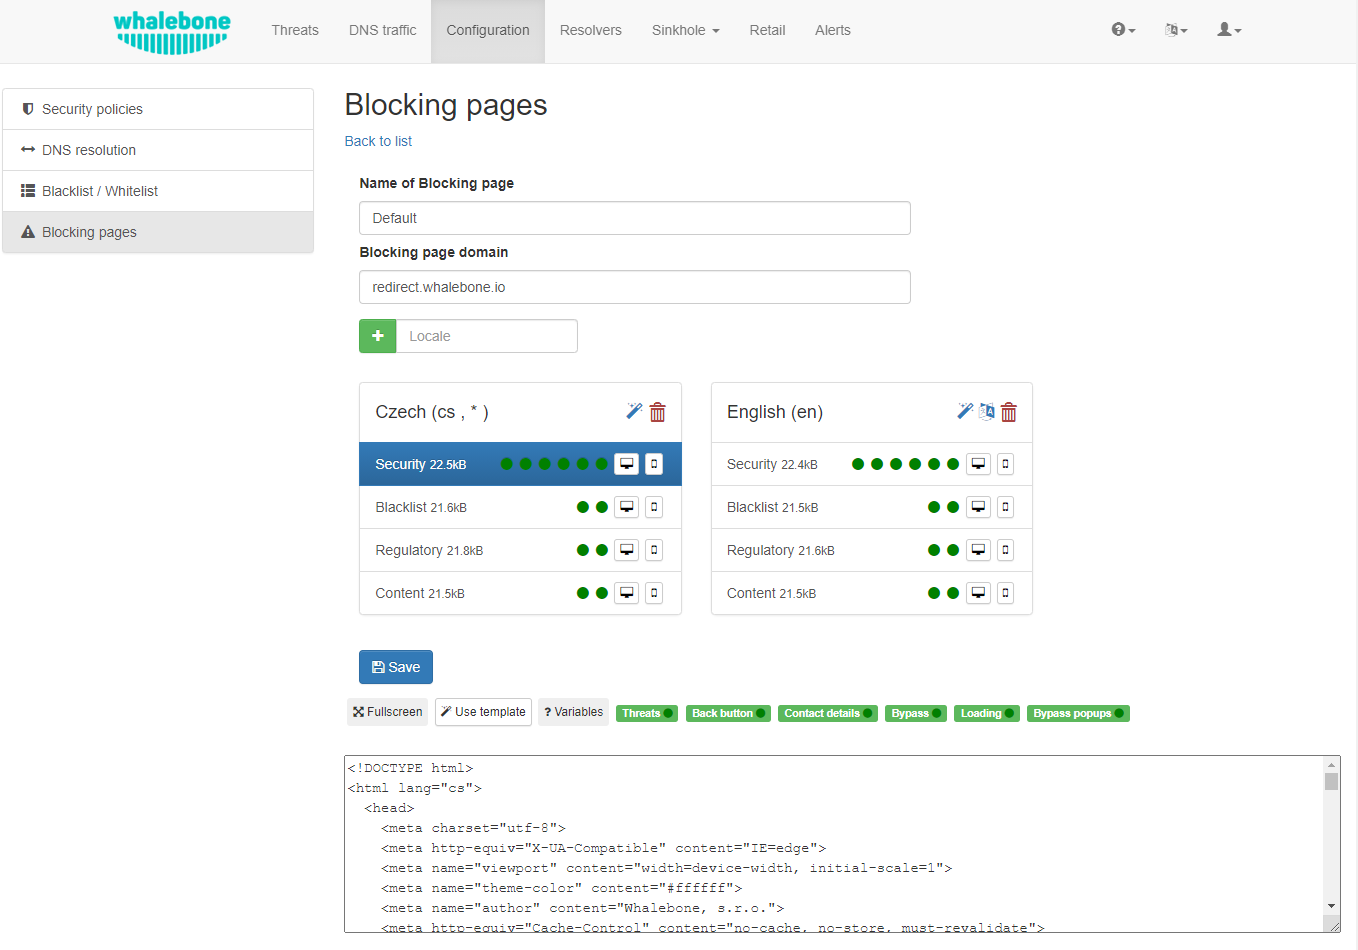 whalebone
Threats DNS traffic Configuration Resolvers Sinkhole Retail Alerts
Security policies
DNS resolution
Blacklist / Whitelist
Blocking pages
Blocking pages
Back to list
Name of Blocking page
Default
Blocking page domain
redirect.whalebone.io
+ Locale
Czech (cs , * )
Security 22.5kB
Blacklist 21.6kB
Regulatory 21.8kB
Content 21.5kB
English (en)
Security 22.4kB
Blacklist 21.5kB
Regulatory 21.6kB
Content 21.5kB
Save
Fullscreen Use template ? Variables Threats Back button Contact details Bypass Loading Bypass popups
<!DOCTYPE html>
<html lang="cs">
<head>
<meta charset="utf-8">
<meta http-equiv="X-UA-Compatible" content="IE=edge">
<meta name="viewport" content="width=device-width, initial-scale=1">
<meta name="theme-color" content="#ffffff">
<meta name="author" content="Whalebone, s.r.o.">
<meta http-equiv="Cache-Control" content="no-cache, no-store, must-revalidate">